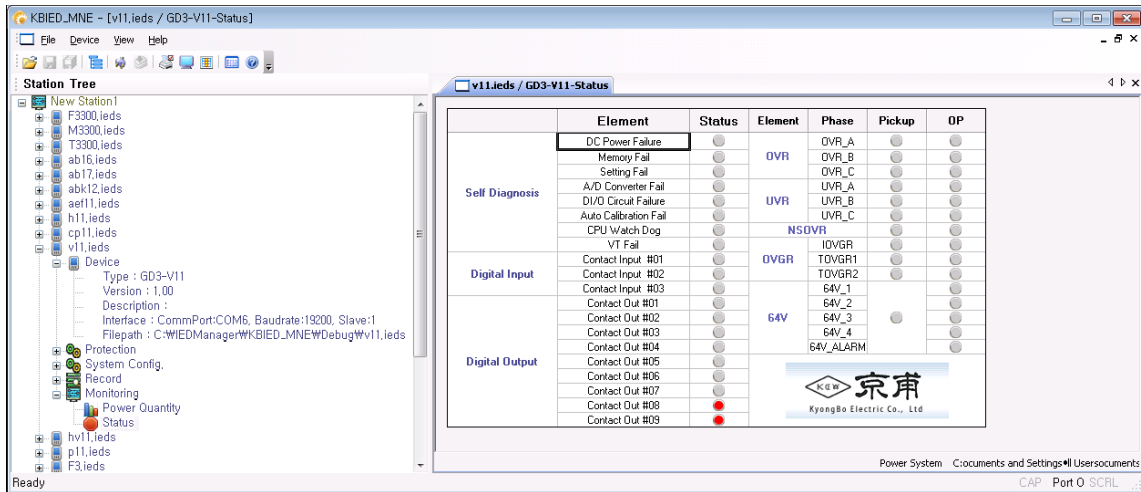 KBIED_MNE - [v11,ieds / GD3-V11-Status]
File Device View Help
Station Tree
v11.ieds / GD3-V11-Status
New Station1
F3300,ieds
M3300,ieds
T3300,ieds
ab16,ieds
ab17,ieds
abk12,ieds
aef11,ieds
h11,ieds
cp11,ieds
v11,ieds
Device
Type : GD3-V11
Version : 1,00
Description :
Interface : CommPort:COM6, Baudrate:19200, Slave:1
Filepath : C:₩IEDManager₩KBIED_MNE₩Debug₩v11,ieds
Protection
System Config,
Record
Monitoring
Power Quantity
Status
hv11,ieds
p11,ieds
F3,ieds
Element Status Element Phase Pickup OP
Self Diagnosis
DC Power Failure
Memory Fail
Setting Fail
A/D Converter Fail
DI/O Circuit Failure
Auto Calibration Fail
CPU Watch Dog
VT Fail
Digital Input
Contact Input #01
Contact Input #02
Contact Input #03
Digital Output
Contact Out #01
Contact Out #02
Contact Out #03
Contact Out #04
Contact Out #05
Contact Out #06
Contact Out #07
Contact Out #08
Contact Out #09
OVR
OVR_A
OVR_B
OVR_C
UVR
UVR_A
UVR_B
UVR_C
NSOVR
OVGR
IOVGR
TOVGR1
TOVGR2
64V
64V_1
64V_2
64V_3
64V_4
64V_ALARM
KEW 京甫
KyongBo Electric Co., Ltd
Power System C:ocuments and Settings•ll Usersocuments
Ready
CAP Port O SCRL